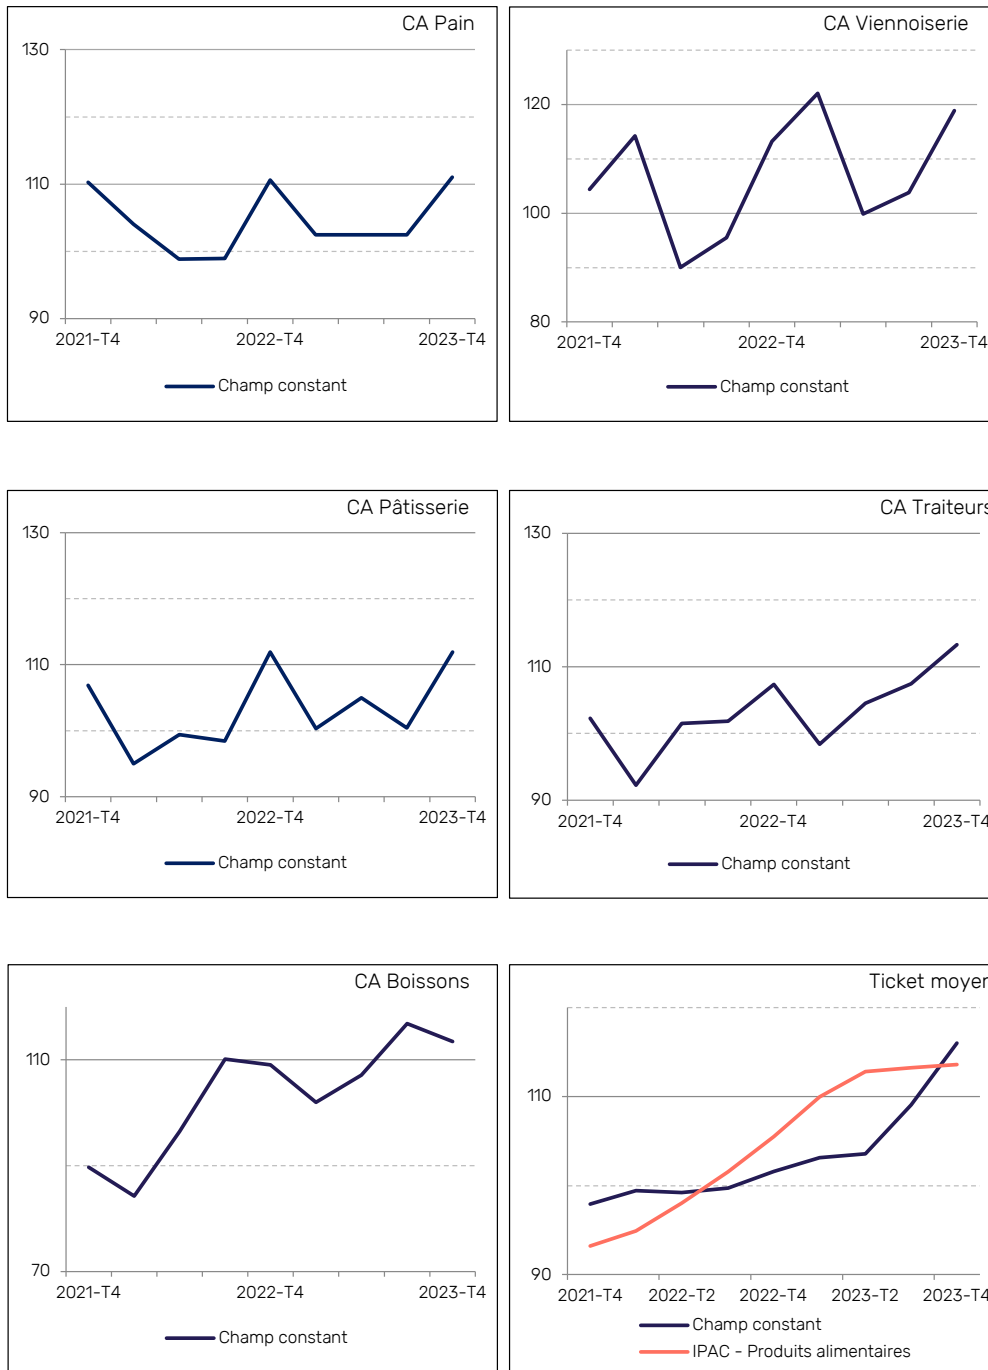 CA Pain
130
110
90
2021-T4 2022-T4 2023-T4
Champ constant
CA Viennoiserie
120
100
80
2021-T4 2022-T4 2023-T4
Champ constant
CA Pâtisserie
130
110
90
2021-T4 2022-T4 2023-T4
Champ constant
CA Traiteurs
130
110
90
2021-T4 2022-T4 2023-T4
Champ constant
CA Boissons
110
70
2021-T4 2022-T4 2023-T4
Champ constant
Ticket moyen
110
90
2021-T4 2022-T2 2022-T4 2023-T2 2023-T4
Champ constant
IPAC - Produits alimentaires